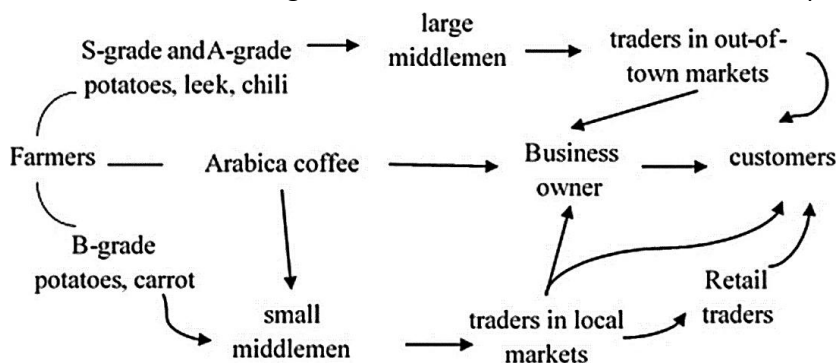 S-grade and A-grade
potatoes, leek, chili
large
middlemen
traders in out-of-
town markets
Farmers
Arabica coffee
Business
owner
customers
B-grade
potatoes, carrot
small
middlemen
traders in local
markets
Retail
traders